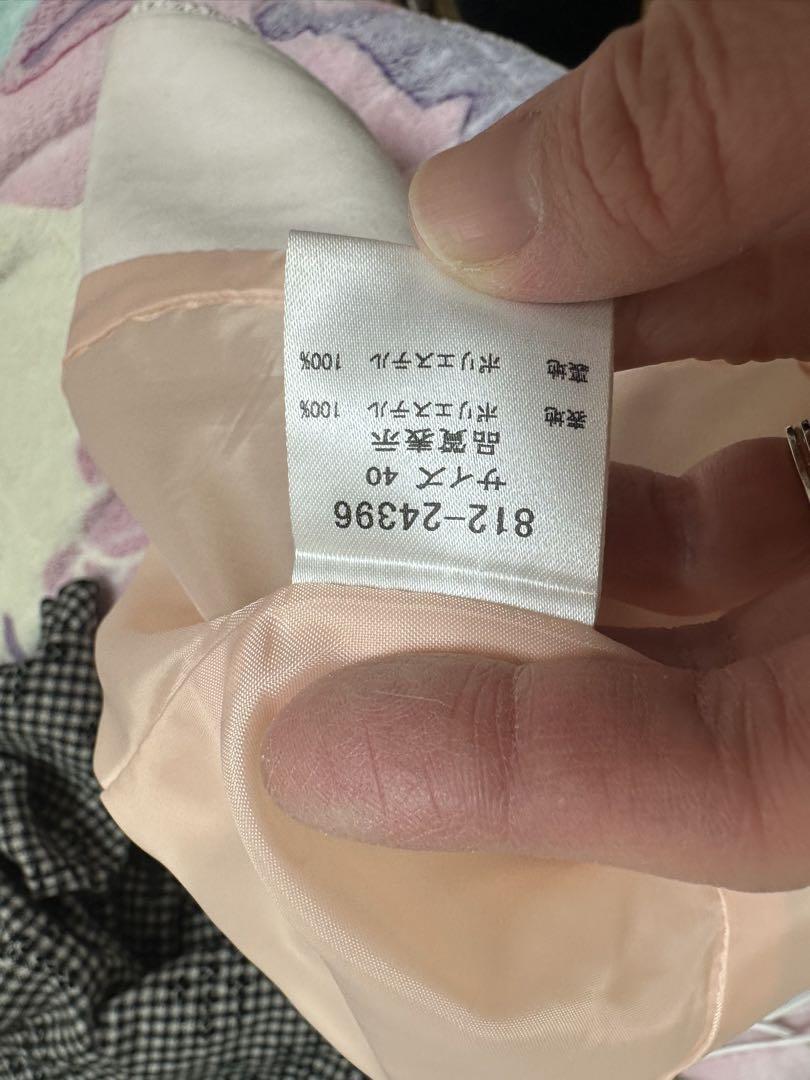 812-24396
サイズ 40
品質表示
表地 ポリエステル 100%
裏地 ポリエステル 100%